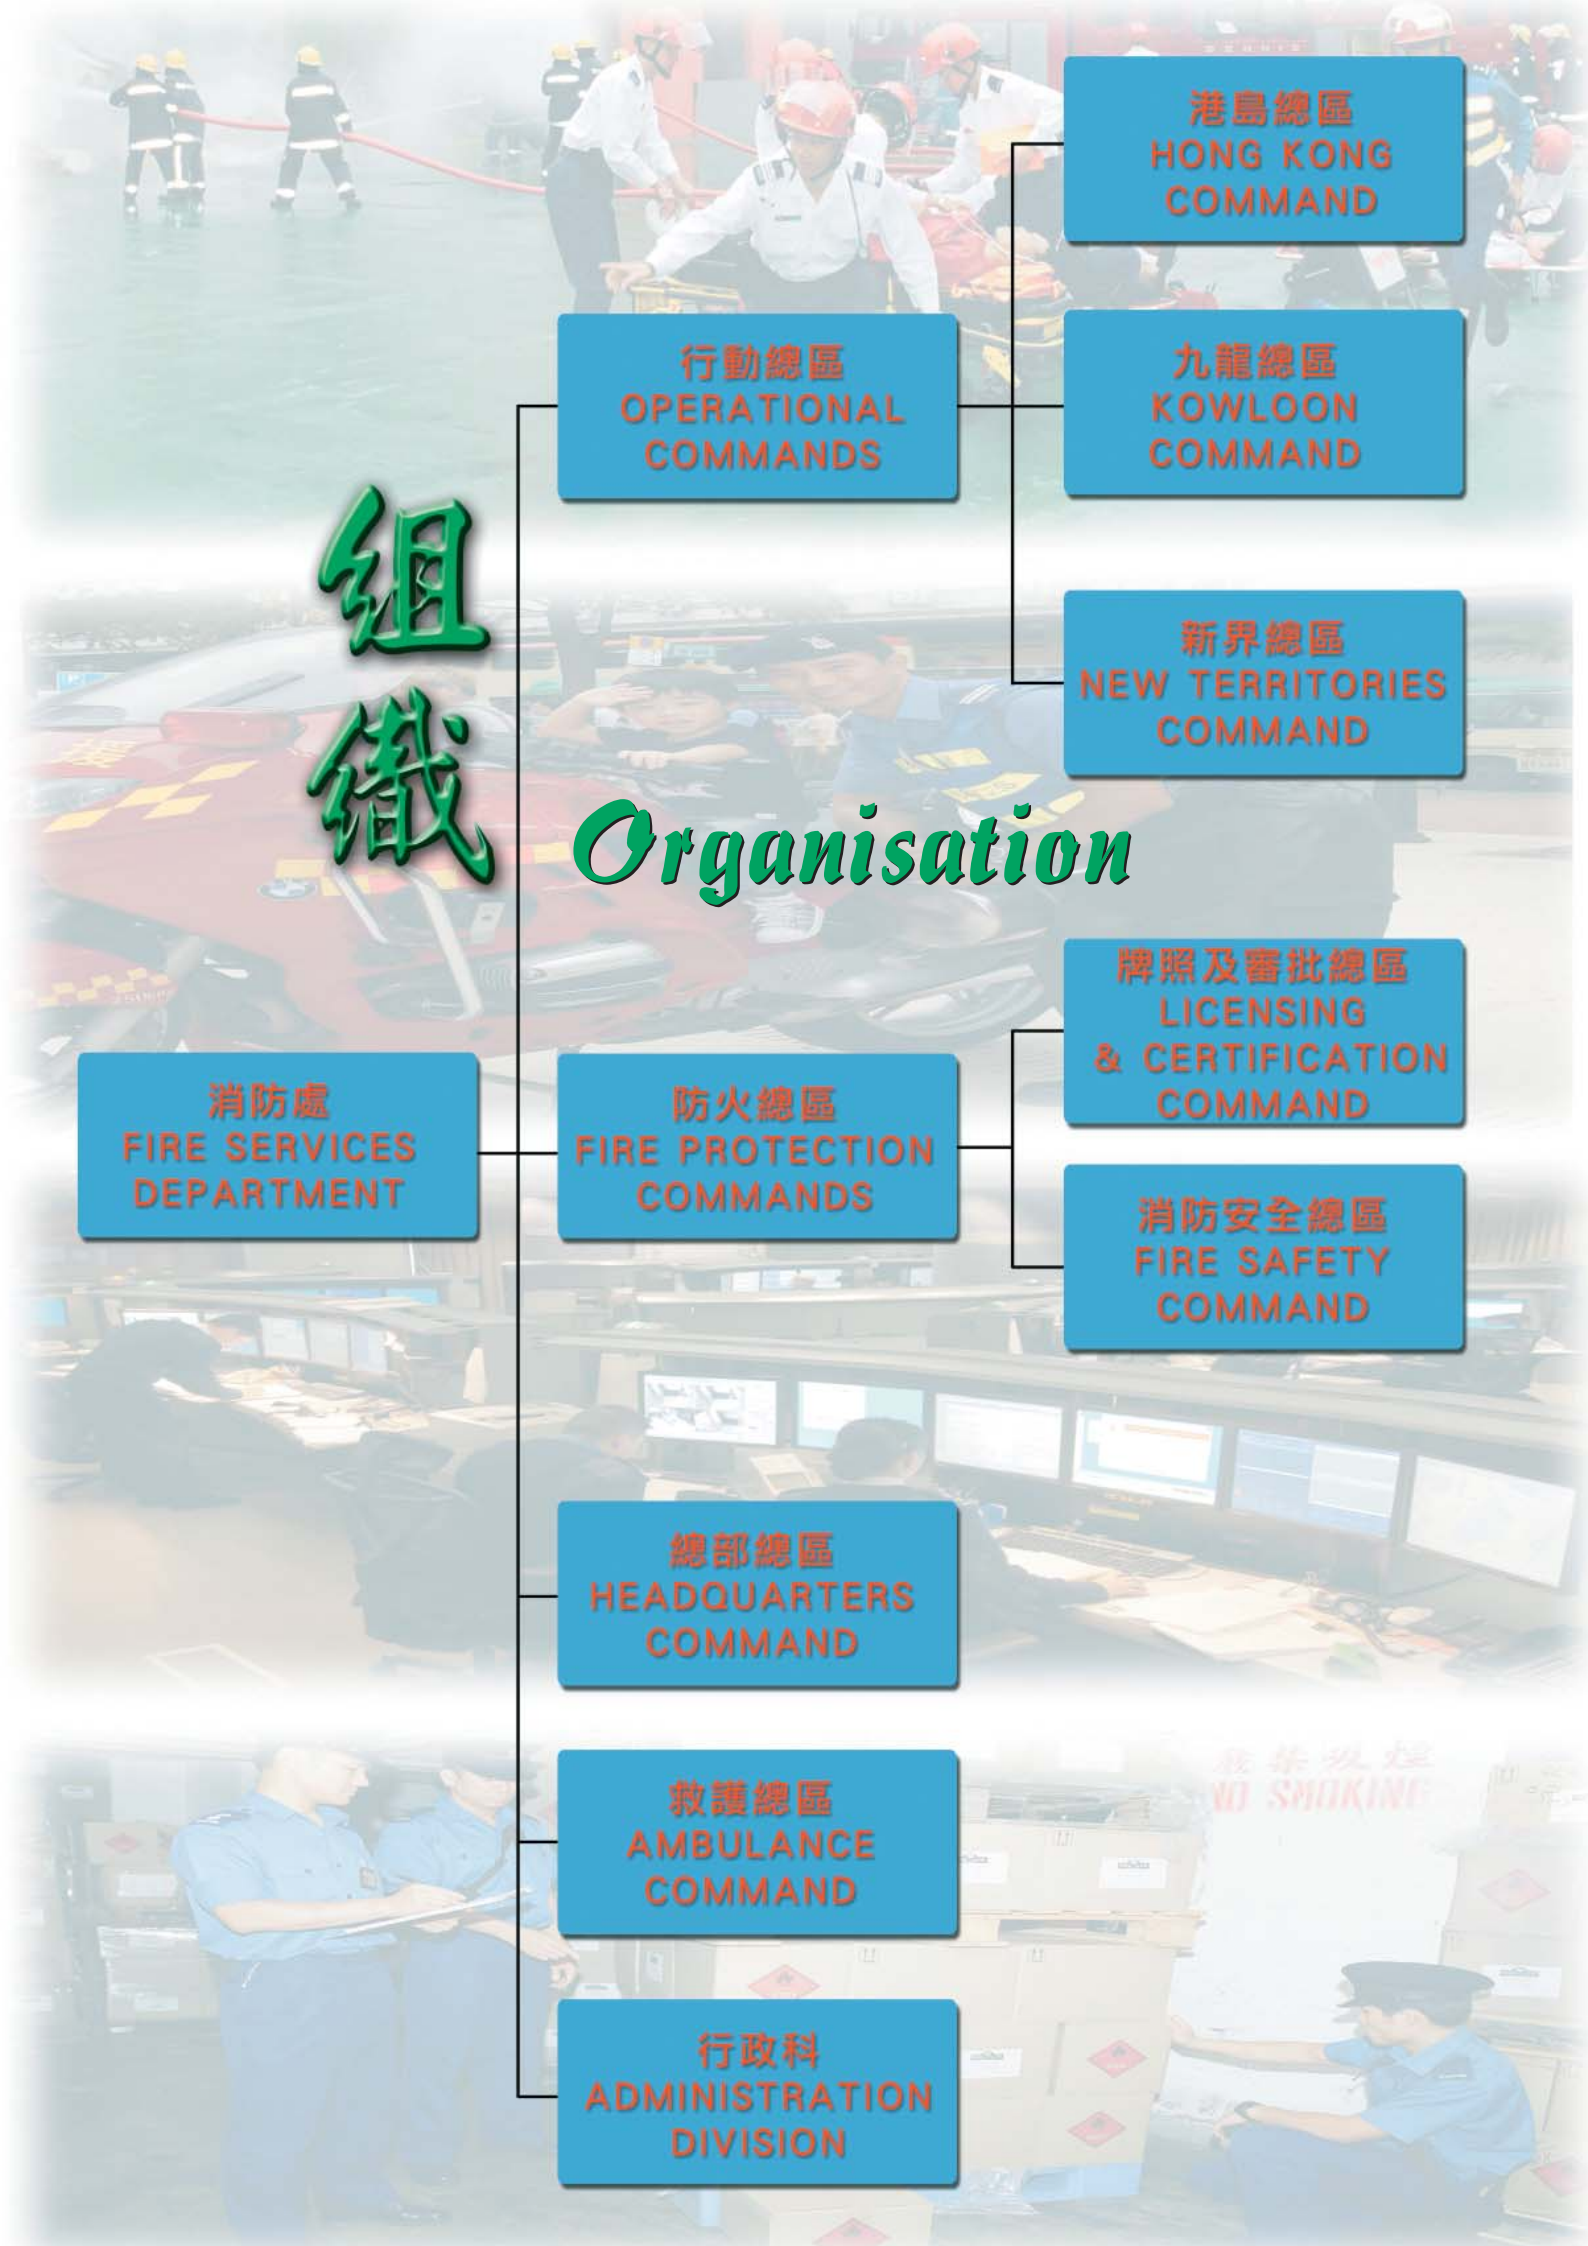 組
織
Organisation
消防處
FIRE SERVICES
DEPARTMENT
行動總區
OPERATIONAL
COMMANDS
港島總區
HONG KONG
COMMAND
九龍總區
KOWLOON
COMMAND
新界總區
NEW TERRITORIES
COMMAND
防火總區
FIRE PROTECTION
COMMANDS
牌照及審批總區
LICENSING
& CERTIFICATION
COMMAND
消防安全總區
FIRE SAFETY
COMMAND
總部總區
HEADQUARTERS
COMMAND
救護總區
AMBULANCE
COMMAND
行政科
ADMINISTRATION
DIVISION
NO SMOKING